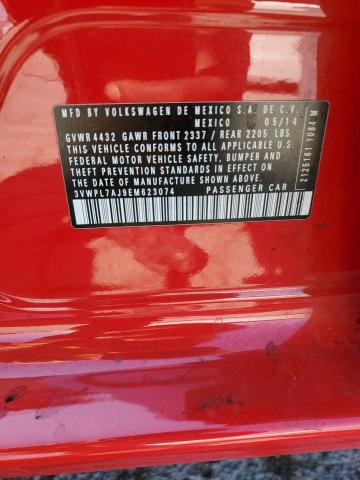 MFD BY VOLKSWAGEN DE MEXICO S.A. DE C.V.
MEXICO 05/14
GVWR 4432 GAWR FRONT 2337 / REAR 2205 LBS
THIS VEHICLE CONFORMS TO ALL APPLICABLE U.S.
FEDERAL MOTOR VEHICLE SAFETY, BUMPER AND
THEFT PREVENTION STANDARDS IN EFFECT ON THE
DATE OF MANUFACTURE SHOWN ABOVE.
3VWPL7AJ9EM623074 PASSENGER CAR
2125161 1084 M